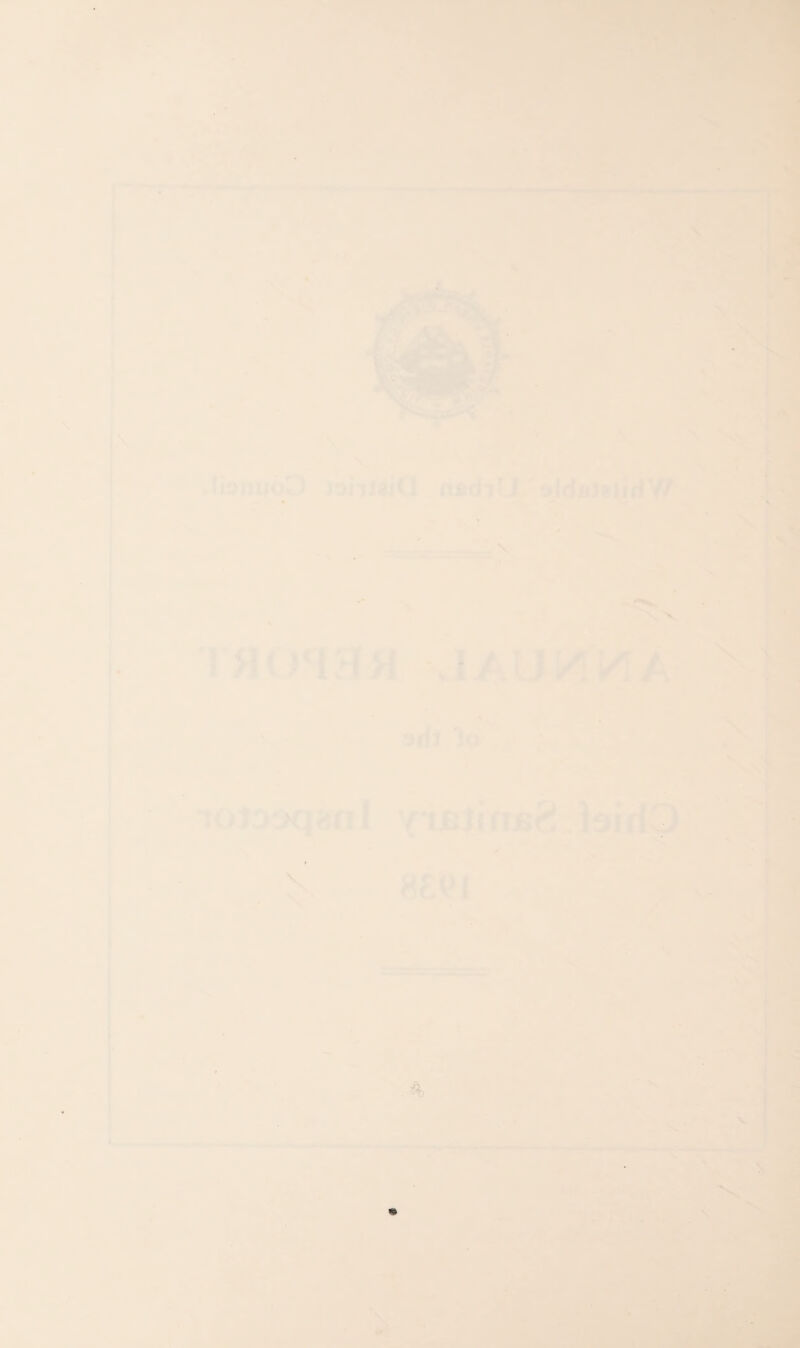 Whitstable Urban District Council.
ANNUAL REPORT
of the
Chief Sanitary Inspector
1938